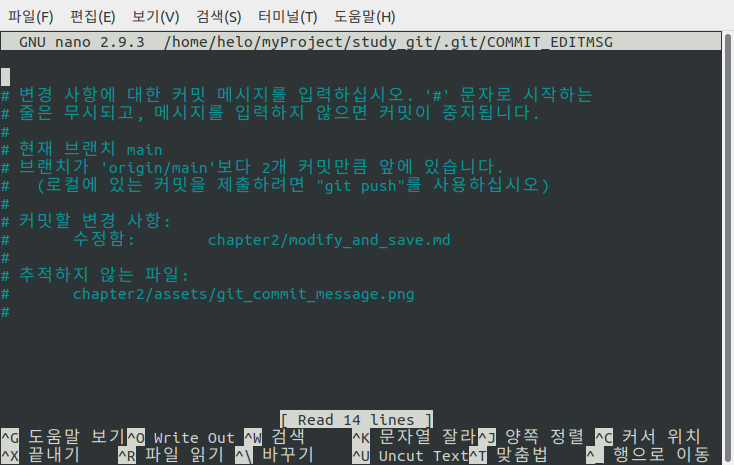 파일(F) 편집(E) 보기(V) 검색(S) 터미널(T) 도움말(H)
GNU nano 2.9.3 /home/helo/myProject/study_git/.git/COMMIT_EDITMSG
# 변경 사항에 대한 커밋 메시지를 입력하십시오. '#' 문자로 시작하는
# 줄은 무시되고, 메시지를 입력하지 않으면 커밋이 중지됩니다.
#
# 현재 브랜치 main
# 브랜치가 'origin/main'보다 2개 커밋만큼 앞에 있습니다.
#   (로컬에 있는 커밋을 제출하려면 "git push"를 사용하십시오)
#
# 커밋할 변경 사항:
#       수정함:        chapter2/modify_and_save.md
#
# 추적하지 않는 파일:
#       chapter2/assets/git_commit_message.png
#
[ Read 14 lines ]
^G 도움말 보기 ^O Write Out ^W 검색 ^K 문자열 잘라 ^J 양쪽 정렬 ^C 커서 위치
^X 끝내기 ^R 파일 읽기 ^\ 바꾸기 ^U Uncut Text ^T 맞춤법 ^_ 행으로 이동